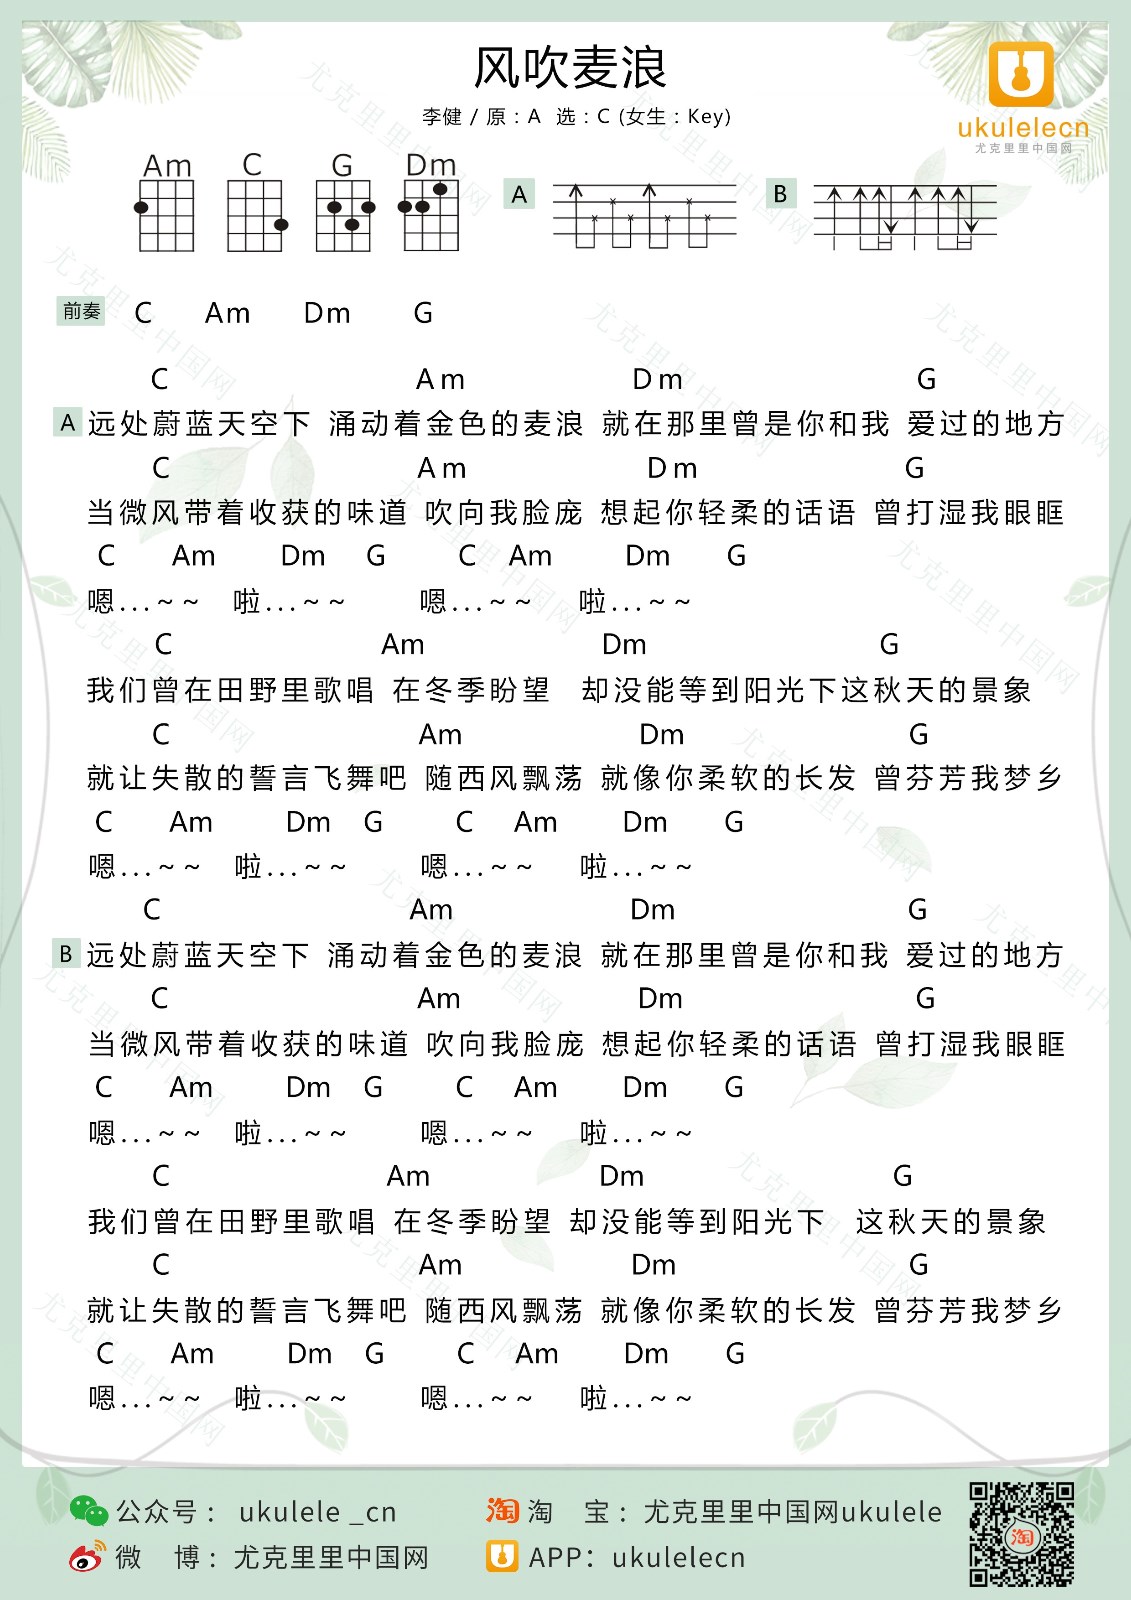 风吹麦浪
李健 / 原：A 选：C (女生：Key)
ukulelecn
尤克里里中国网
Am C G Dm A B
前奏 C Am Dm G
C Am Dm G
A 远处蔚蓝天空下 涌动着金色的麦浪 就在那里曾是你和我 爱过的地方
C Am Dm G
当微风带着收获的味道 吹向我脸庞 想起你轻柔的话语 曾打湿我眼眶
C Am Dm G C Am Dm G
嗯...~~ 啦...~~ 嗯...~~ 啦...~~
C Am Dm G
我们曾在田野里歌唱 在冬季盼望 却没能等到阳光下这秋天的景象
C Am Dm G
就让失散的誓言飞舞吧 随西风飘荡 就像你柔软的长发 曾芬芳我梦乡
C Am Dm G C Am Dm G
嗯...~~ 啦...~~ 嗯...~~ 啦...~~
C Am Dm G
B 远处蔚蓝天空下 涌动着金色的麦浪 就在那里曾是你和我 爱过的地方
C Am Dm G
当微风带着收获的味道 吹向我脸庞 想起你轻柔的话语 曾打湿我眼眶
C Am Dm G C Am Dm G
嗯...~~ 啦...~~ 嗯...~~ 啦...~~
C Am Dm G
我们曾在田野里歌唱 在冬季盼望 却没能等到阳光下 这秋天的景象
C Am Dm G
就让失散的誓言飞舞吧 随西风飘荡 就像你柔软的长发 曾芬芳我梦乡
C Am Dm G C Am Dm G
嗯...~~ 啦...~~ 嗯...~~ 啦...~~
公众号： ukulele _cn 淘 淘 宝：尤克里里中国网ukulele
微 博：尤克里里中国网 APP：ukulelecn
淘